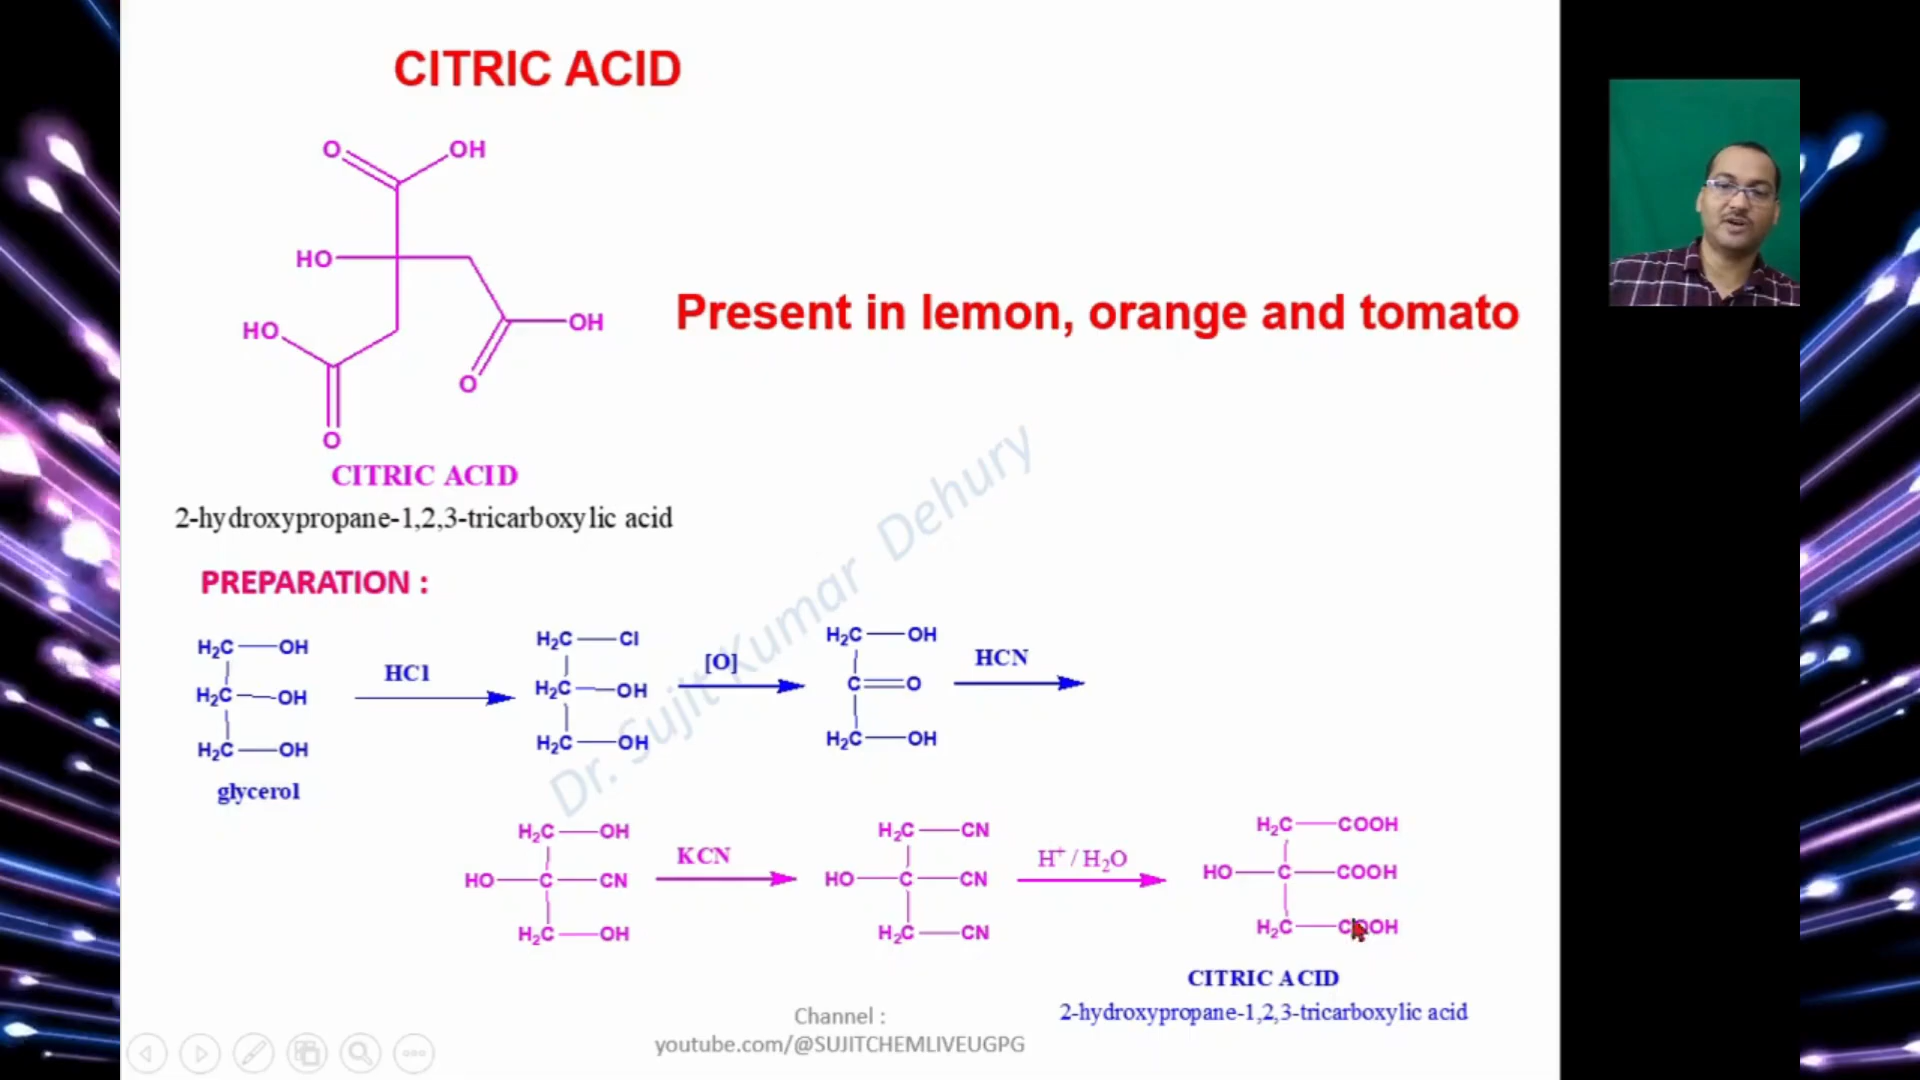 CITRIC ACID
O OH
HO
HO OH
O
O
CITRIC ACID
2-hydroxypropane-1,2,3-tricarboxylic acid
Present in lemon, orange and tomato
PREPARATION :
H₂C—OH
H₂C—OH
H₂C—OH
glycerol
HCl
H₂C—Cl
H₂C—OH
H₂C—OH
[O]
H₂C—OH
C=O
H₂C—OH
HCN
H₂C—OH
HO—C—CN
H₂C—OH
KCN
H₂C—CN
HO—C—CN
H₂C—CN
H⁺ / H₂O
H₂C—COOH
HO—C—COOH
H₂C—COOH
CITRIC ACID
2-hydroxypropane-1,2,3-tricarboxylic acid
Dr. Sujit Kumar Dehury
Channel :
youtube.com/@SUJITCHEMLIVEUGPG